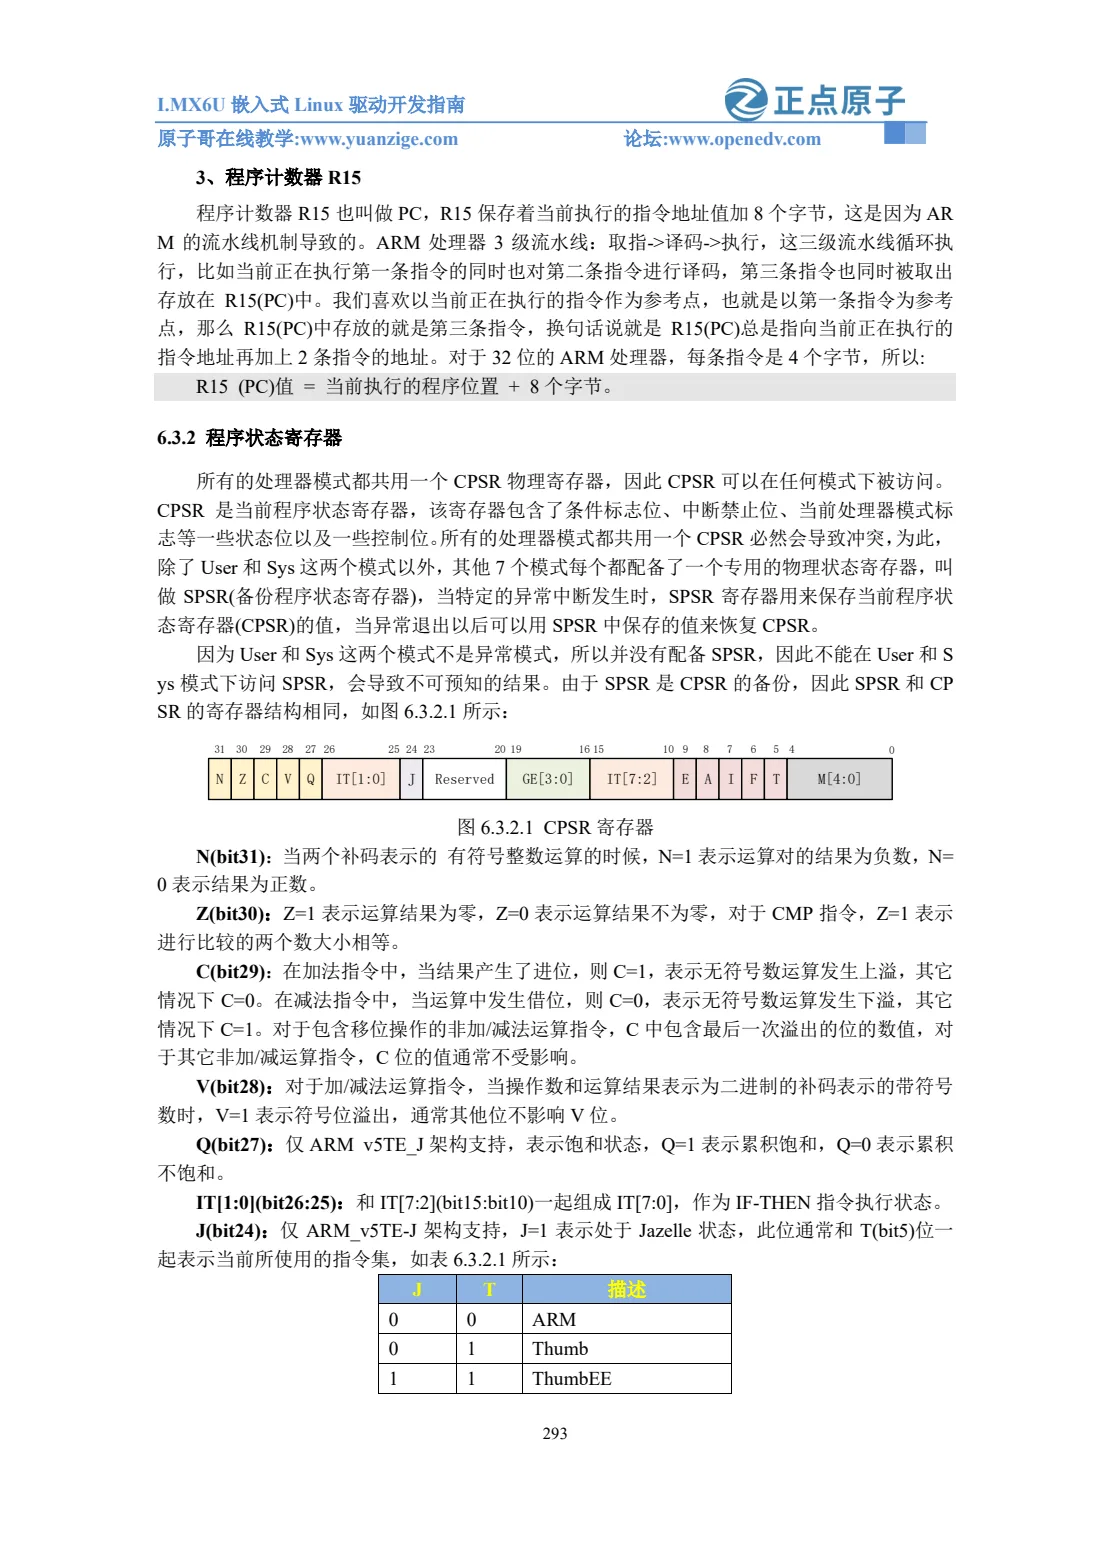 I.MX6U 嵌入式 Linux 驱动开发指南
正点原子
原子哥在线教学:www.yuanzige.com 论坛:www.openedv.com
3、程序计数器 R15
程序计数器 R15 也叫做 PC，R15 保存着当前执行的指令地址值加 8 个字节，这是因为 AR
M 的流水线机制导致的。ARM 处理器 3 级流水线：取指->译码->执行，这三级流水线循环执
行，比如当前正在执行第一条指令的同时也对第二条指令进行译码，第三条指令也同时被取出
存放在 R15(PC)中。我们喜欢以当前正在执行的指令作为参考点，也就是以第一条指令为参考
点，那么 R15(PC)中存放的就是第三条指令，换句话说就是 R15(PC)总是指向当前正在执行的
指令地址再加上 2 条指令的地址。对于 32 位的 ARM 处理器，每条指令是 4 个字节，所以:
R15 (PC)值 = 当前执行的程序位置 + 8 个字节。
6.3.2 程序状态寄存器
所有的处理器模式都共用一个 CPSR 物理寄存器，因此 CPSR 可以在任何模式下被访问。
CPSR 是当前程序状态寄存器，该寄存器包含了条件标志位、中断禁止位、当前处理器模式标
志等一些状态位以及一些控制位。所有的处理器模式都共用一个 CPSR 必然会导致冲突，为此，
除了 User 和 Sys 这两个模式以外，其他 7 个模式每个都配备了一个专用的物理状态寄存器，叫
做 SPSR(备份程序状态寄存器)，当特定的异常中断发生时，SPSR 寄存器用来保存当前程序状
态寄存器(CPSR)的值，当异常退出以后可以用 SPSR 中保存的值来恢复 CPSR。
因为 User 和 Sys 这两个模式不是异常模式，所以并没有配备 SPSR，因此不能在 User 和 S
ys 模式下访问 SPSR，会导致不可预知的结果。由于 SPSR 是 CPSR 的备份，因此 SPSR 和 CP
SR 的寄存器结构相同，如图 6.3.2.1 所示：
31 30 29 28 27 26 25 24 23 20 19 16 15 10 9 8 7 6 5 4 0
N Z C V Q IT[1:0] J Reserved GE[3:0] IT[7:2] E A I F T M[4:0]
图 6.3.2.1 CPSR 寄存器
N(bit31)：当两个补码表示的 有符号整数运算的时候，N=1 表示运算对的结果为负数，N=
0 表示结果为正数。
Z(bit30)：Z=1 表示运算结果为零，Z=0 表示运算结果不为零，对于 CMP 指令，Z=1 表示
进行比较的两个数大小相等。
C(bit29)：在加法指令中，当结果产生了进位，则 C=1，表示无符号数运算发生上溢，其它
情况下 C=0。在减法指令中，当运算中发生借位，则 C=0，表示无符号数运算发生下溢，其它
情况下 C=1。对于包含移位操作的非加/减法运算指令，C 中包含最后一次溢出的位的数值，对
于其它非加/减运算指令，C 位的值通常不受影响。
V(bit28)：对于加/减法运算指令，当操作数和运算结果表示为二进制的补码表示的带符号
数时，V=1 表示符号位溢出，通常其他位不影响 V 位。
Q(bit27)：仅 ARM v5TE_J 架构支持，表示饱和状态，Q=1 表示累积饱和，Q=0 表示累积
不饱和。
IT[1:0](bit26:25)：和 IT[7:2](bit15:bit10)一起组成 IT[7:0]，作为 IF-THEN 指令执行状态。
J(bit24)：仅 ARM_v5TE-J 架构支持，J=1 表示处于 Jazelle 状态，此位通常和 T(bit5)位一
起表示当前所使用的指令集，如表 6.3.2.1 所示：
J T 描述
0 0 ARM
0 1 Thumb
1 1 ThumbEE
293